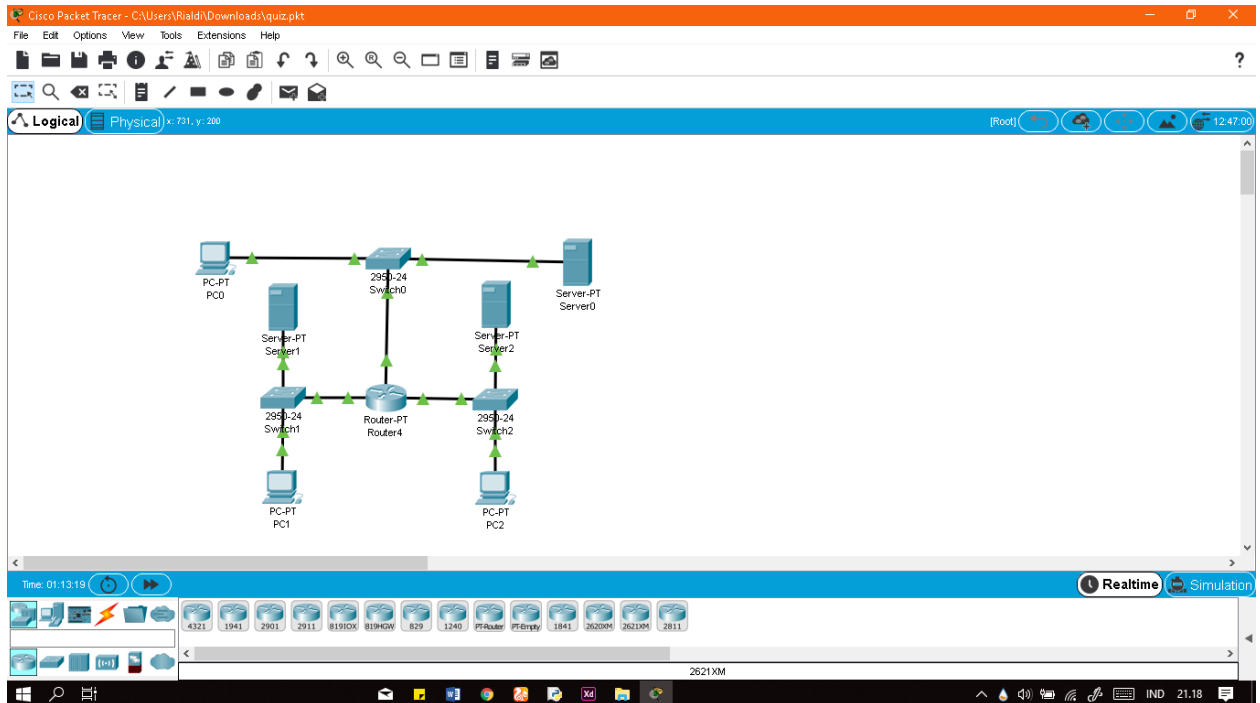 Cisco Packet Tracer - C:\Users\Rialdi\Downloads\quiz.pkt
File Edit Options View Tools Extensions Help
?
Logical Physical x: 731, y: 200 [Root] 12:47:00
PC-PT
PC0
2950-24
Switch0
Server-PT
Server0
Server-PT
Server1
Server-PT
Server2
2950-24
Switch1
Router-PT
Router4
2950-24
Switch2
PC-PT
PC1
PC-PT
PC2
Time: 01:13:19 Realtime Simulation
4321 1941 2901 2911 819IOX 819HGW 829 1240 PT-Router PT-Empty 1841 2620XM 2621XM 2811
2621XM
IND 21.18